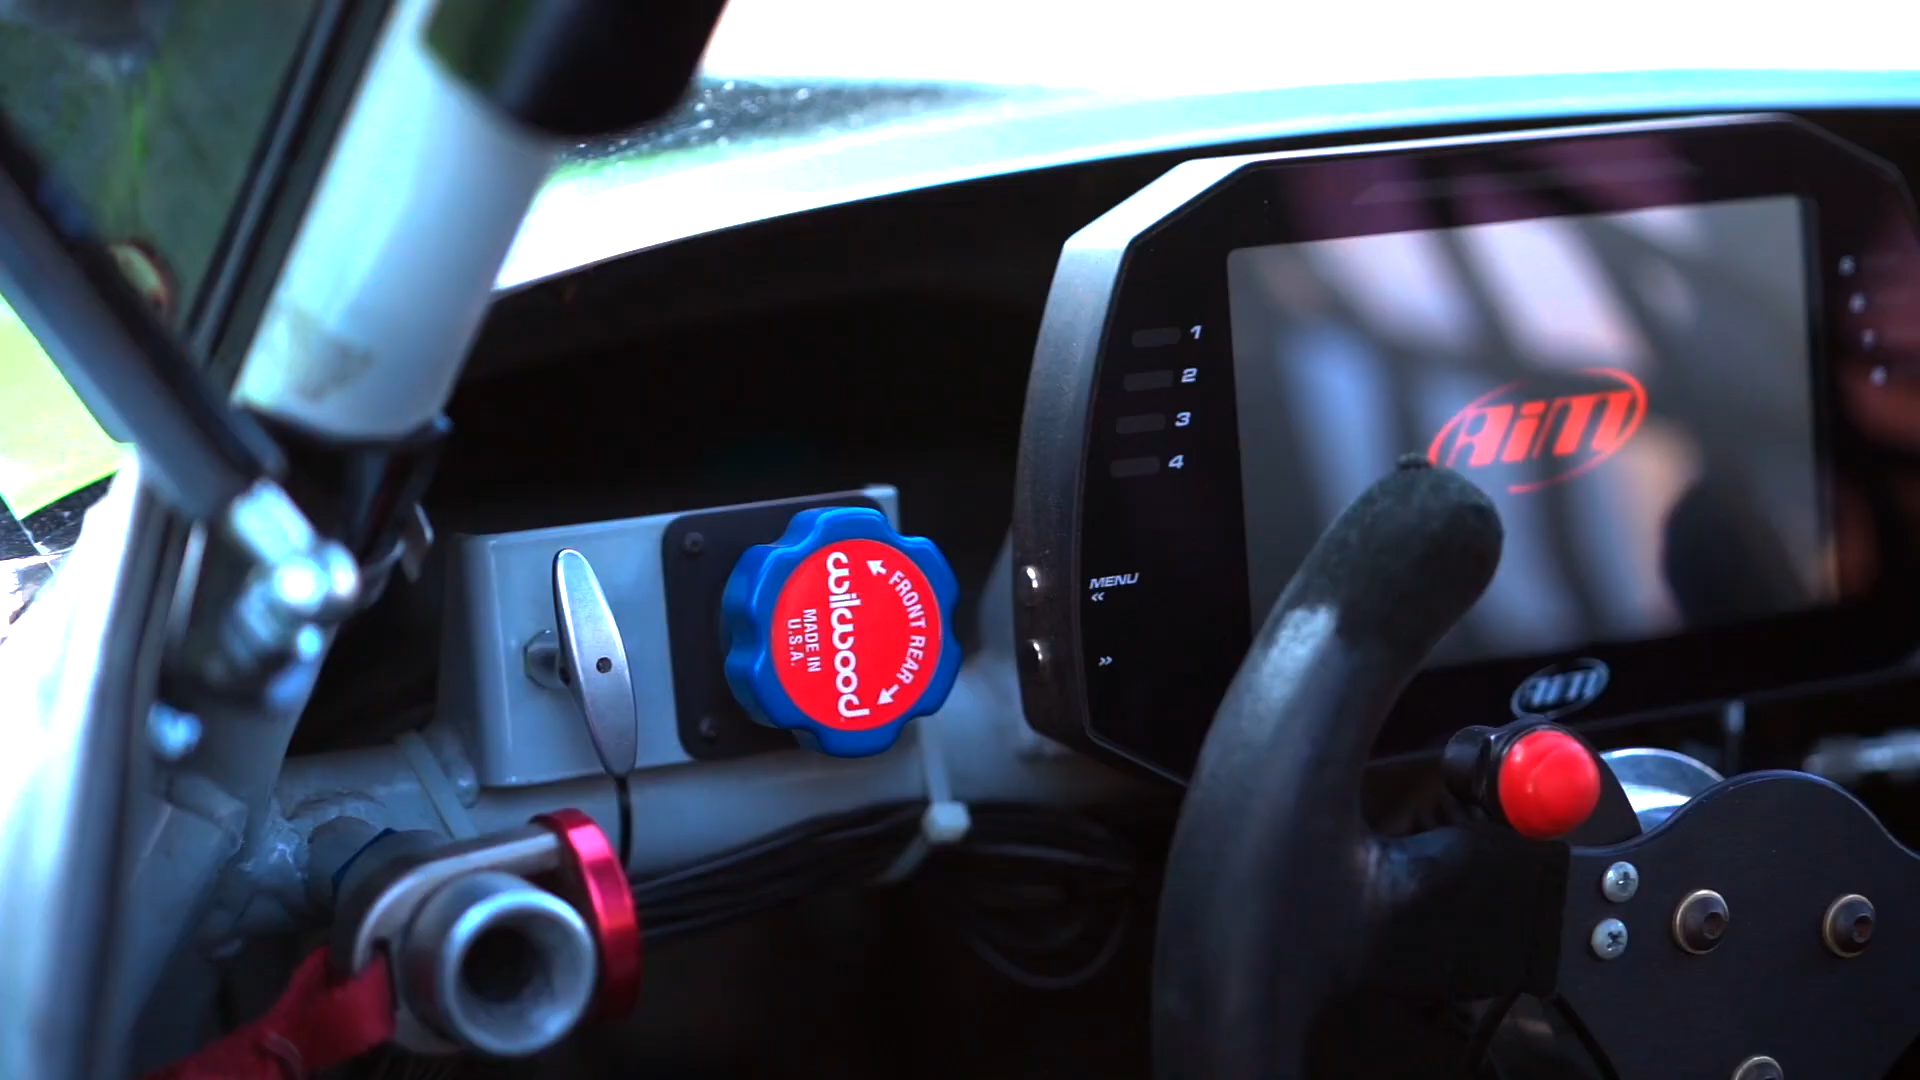 1
2
3
4
AiM
MENU
<<
>>
AiM
FRONT REAR
wilwood
MADE IN
U.S.A.